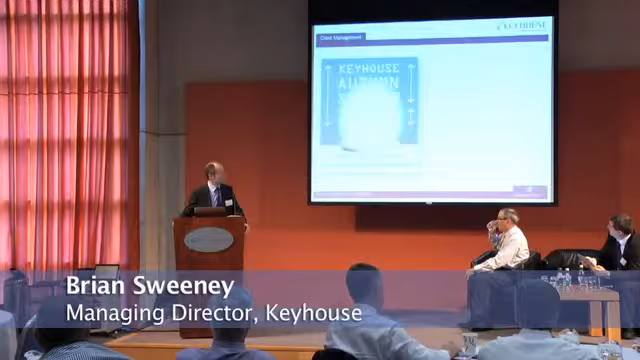 KEYHOUSE
Client Management
KEYHOUSE
AUTUMN
Brian Sweeney
Managing Director, Keyhouse